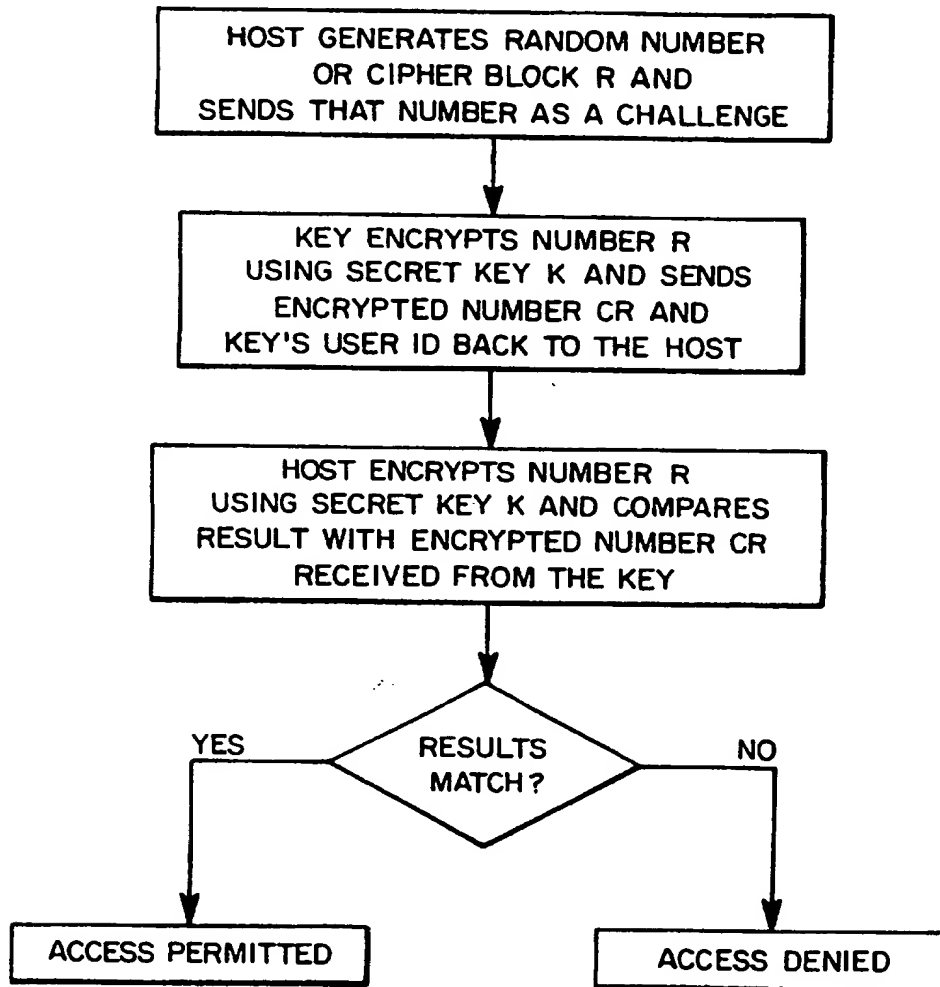 HOST GENERATES RANDOM NUMBER
OR CIPHER BLOCK R AND
SENDS THAT NUMBER AS A CHALLENGE
KEY ENCRYPTS NUMBER R
USING SECRET KEY K AND SENDS
ENCRYPTED NUMBER CR AND
KEY'S USER ID BACK TO THE HOST
HOST ENCRYPTS NUMBER R
USING SECRET KEY K AND COMPARES
RESULT WITH ENCRYPTED NUMBER CR
RECEIVED FROM THE KEY
RESULTS
MATCH?
YES
NO
ACCESS PERMITTED
ACCESS DENIED